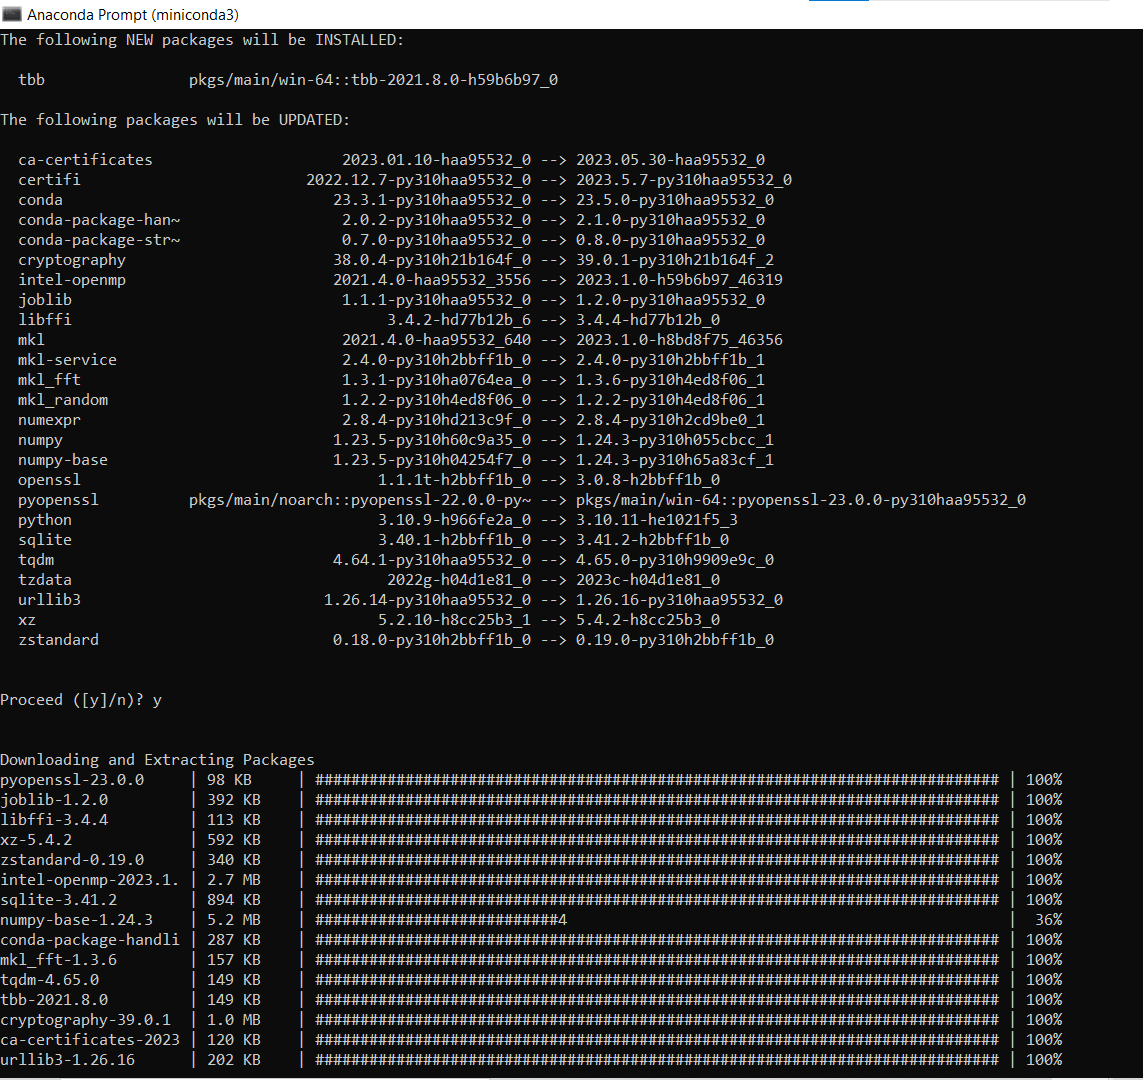 Anaconda Prompt (miniconda3)
The following NEW packages will be INSTALLED:
tbb pkgs/main/win-64::tbb-2021.8.0-h59b6b97_0
The following packages will be UPDATED:
ca-certificates 2023.01.10-haa95532_0 --> 2023.05.30-haa95532_0
certifi 2022.12.7-py310haa95532_0 --> 2023.5.7-py310haa95532_0
conda 23.3.1-py310haa95532_0 --> 23.5.0-py310haa95532_0
conda-package-han~ 2.0.2-py310haa95532_0 --> 2.1.0-py310haa95532_0
conda-package-str~ 0.7.0-py310haa95532_0 --> 0.8.0-py310haa95532_0
cryptography 38.0.4-py310h21b164f_0 --> 39.0.1-py310h21b164f_2
intel-openmp 2021.4.0-haa95532_3556 --> 2023.1.0-h59b6b97_46319
joblib 1.1.1-py310haa95532_0 --> 1.2.0-py310haa95532_0
libffi 3.4.2-hd77b12b_6 --> 3.4.4-hd77b12b_0
mkl 2021.4.0-haa95532_640 --> 2023.1.0-h8bd8f75_46356
mkl-service 2.4.0-py310h2bbff1b_0 --> 2.4.0-py310h2bbff1b_1
mkl_fft 1.3.1-py310ha0764ea_0 --> 1.3.6-py310h4ed8f06_1
mkl_random 1.2.2-py310h4ed8f06_0 --> 1.2.2-py310h4ed8f06_1
numexpr 2.8.4-py310hd213c9f_0 --> 2.8.4-py310h2cd9be0_1
numpy 1.23.5-py310h60c9a35_0 --> 1.24.3-py310h055cbcc_1
numpy-base 1.23.5-py310h04254f7_0 --> 1.24.3-py310h65a83cf_1
openssl 1.1.1t-h2bbff1b_0 --> 3.0.8-h2bbff1b_0
pyopenssl pkgs/main/noarch::pyopenssl-22.0.0-py~ --> pkgs/main/win-64::pyopenssl-23.0.0-py310haa95532_0
python 3.10.9-h966fe2a_0 --> 3.10.11-he1021f5_3
sqlite 3.40.1-h2bbff1b_0 --> 3.41.2-h2bbff1b_0
tqdm 4.64.1-py310haa95532_0 --> 4.65.0-py310h9909e9c_0
tzdata 2022g-h04d1e81_0 --> 2023c-h04d1e81_0
urllib3 1.26.14-py310haa95532_0 --> 1.26.16-py310haa95532_0
xz 5.2.10-h8cc25b3_1 --> 5.4.2-h8cc25b3_0
zstandard 0.18.0-py310h2bbff1b_0 --> 0.19.0-py310h2bbff1b_0
Proceed ([y]/n)? y
Downloading and Extracting Packages
pyopenssl-23.0.0 | 98 KB | ############################################################################ | 100%
joblib-1.2.0 | 392 KB | ############################################################################ | 100%
libffi-3.4.4 | 113 KB | ############################################################################ | 100%
xz-5.4.2 | 592 KB | ############################################################################ | 100%
zstandard-0.19.0 | 340 KB | ############################################################################ | 100%
intel-openmp-2023.1. | 2.7 MB | ############################################################################ | 100%
sqlite-3.41.2 | 894 KB | ############################################################################ | 100%
numpy-base-1.24.3 | 5.2 MB | ###########################4 | 36%
conda-package-handli | 287 KB | ############################################################################ | 100%
mkl_fft-1.3.6 | 157 KB | ############################################################################ | 100%
tqdm-4.65.0 | 149 KB | ############################################################################ | 100%
tbb-2021.8.0 | 149 KB | ############################################################################ | 100%
cryptography-39.0.1 | 1.0 MB | ############################################################################ | 100%
ca-certificates-2023 | 120 KB | ############################################################################ | 100%
urllib3-1.26.16 | 202 KB | ############################################################################ | 100%